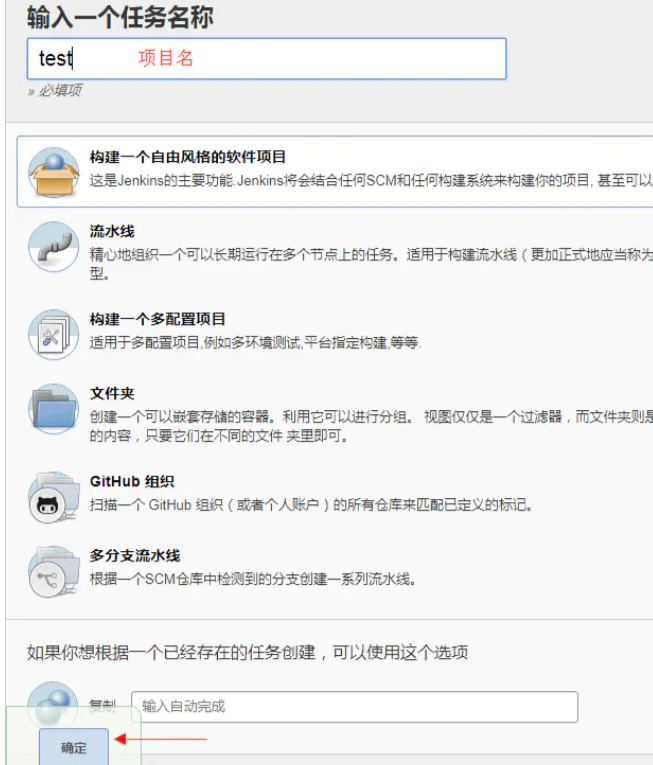 输入一个任务名称
test 项目名
» 必填项
构建一个自由风格的软件项目
这是Jenkins的主要功能.Jenkins将会结合任何SCM和任何构建系统来构建你的项目, 甚至可以
流水线
精心地组织一个可以长期运行在多个节点上的任务。适用于构建流水线（更加正式地应当称为
型。
构建一个多配置项目
适用于多配置项目,例如多环境测试,平台指定构建,等等.
文件夹
创建一个可以嵌套存储的容器。利用它可以进行分组。 视图仅仅是一个过滤器，而文件夹则是
的内容，只要它们在不同的文件 夹里即可。
GitHub 组织
扫描一个 GitHub 组织（或者个人账户）的所有仓库来匹配已定义的标记。
多分支流水线
根据一个SCM仓库中检测到的分支创建一系列流水线。
如果你想根据一个已经存在的任务创建，可以使用这个选项
复制 输入自动完成
确定